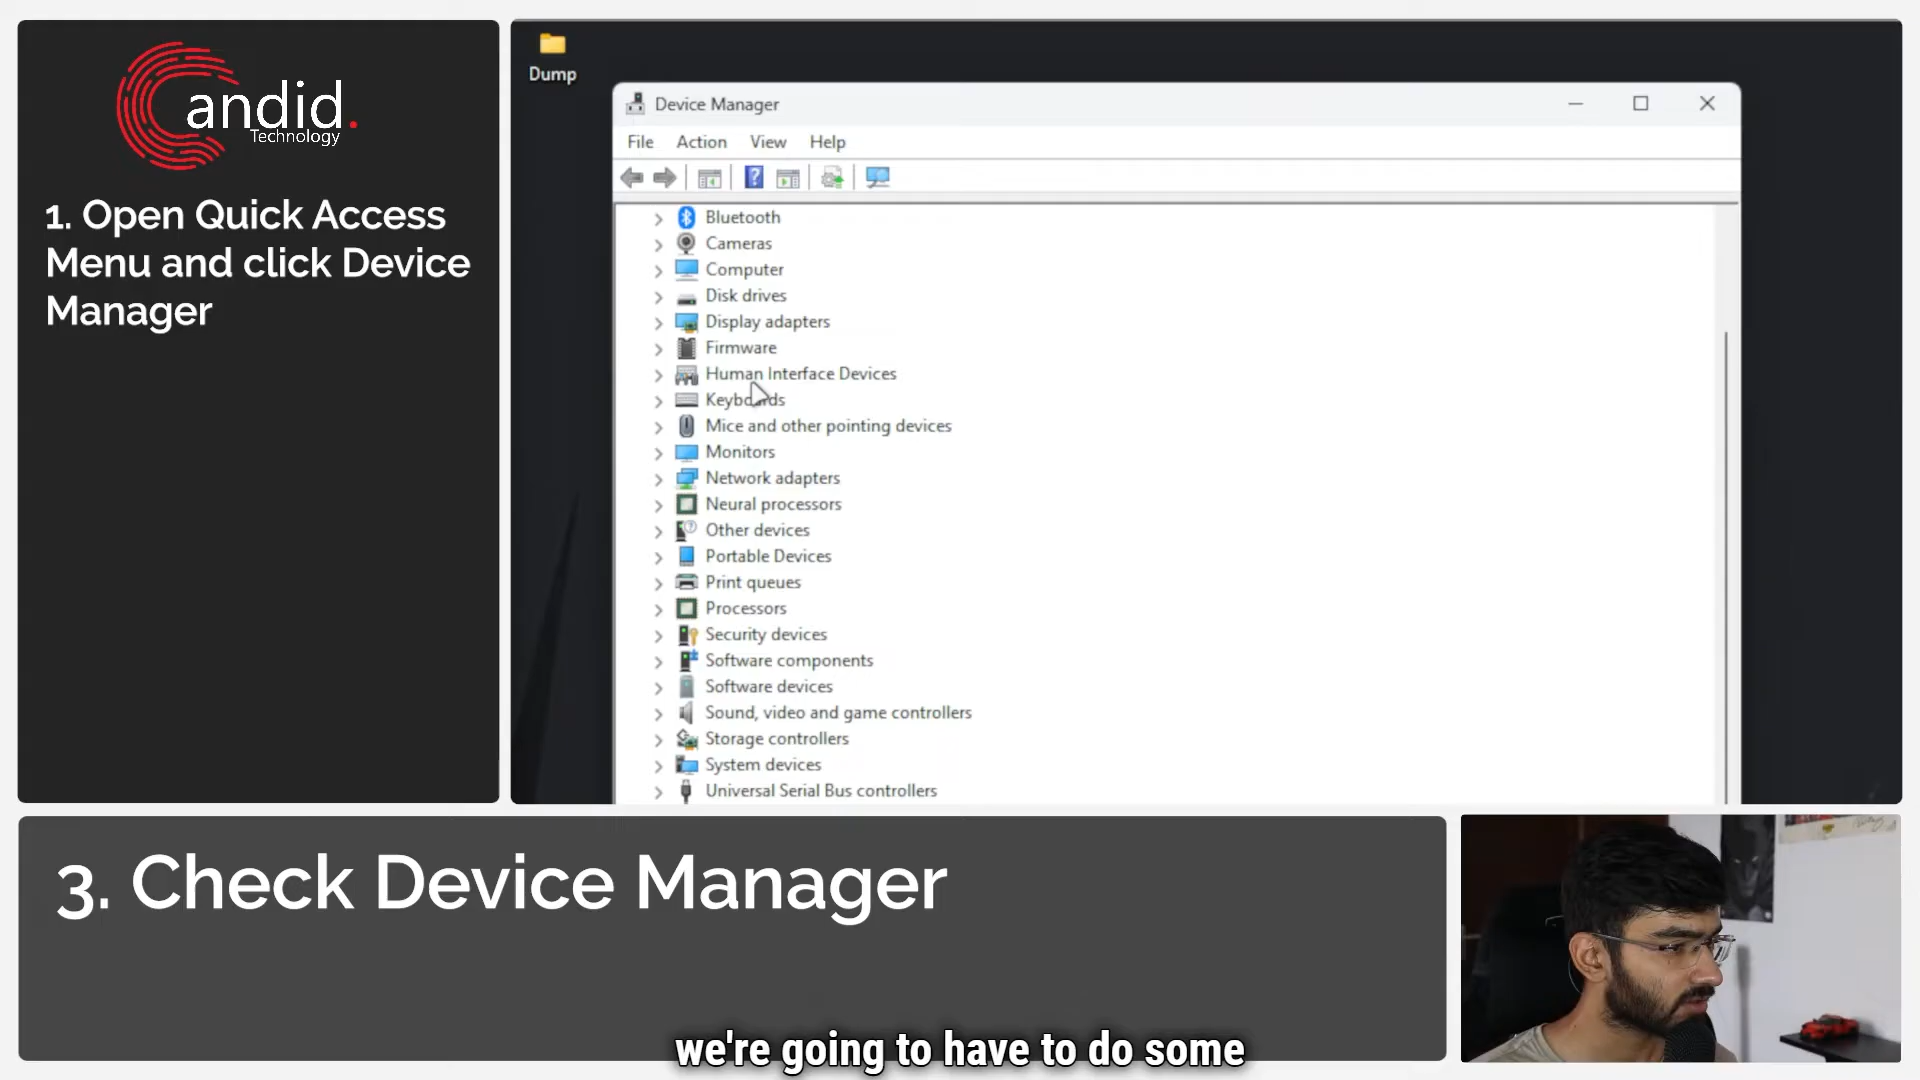 Candid.
Technology
1. Open Quick Access
Menu and click Device
Manager
Dump
Device Manager
File Action View Help
Bluetooth
Cameras
Computer
Disk drives
Display adapters
Firmware
Human Interface Devices
Keyboards
Mice and other pointing devices
Monitors
Network adapters
Neural processors
Other devices
Portable Devices
Print queues
Processors
Security devices
Software components
Software devices
Sound, video and game controllers
Storage controllers
System devices
Universal Serial Bus controllers
3. Check Device Manager
we're going to have to do some